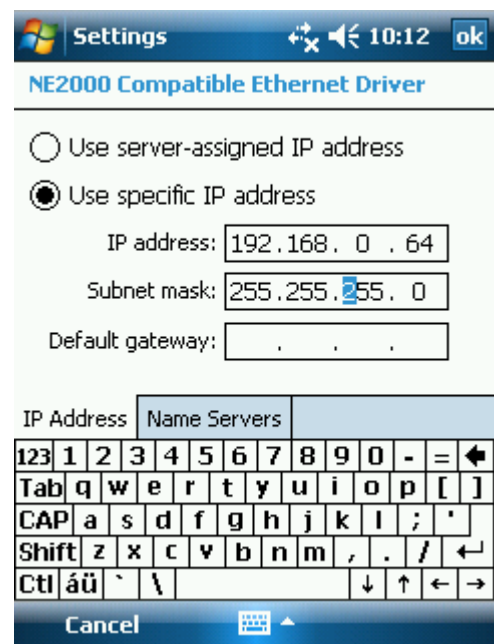 Settings 10:12 ok
NE2000 Compatible Ethernet Driver
Use server-assigned IP address
Use specific IP address
IP address: 192.168. 0 . 64
Subnet mask: 255.255.255. 0
Default gateway: . . .
IP Address Name Servers
123 1 2 3 4 5 6 7 8 9 0 - = ←
Tab q w e r t y u i o p [ ]
CAP a s d f g h j k l ; '
Shift z x c v b n m , . / ↵
Ctl áü ` \ ↓ ↑ ← →
Cancel